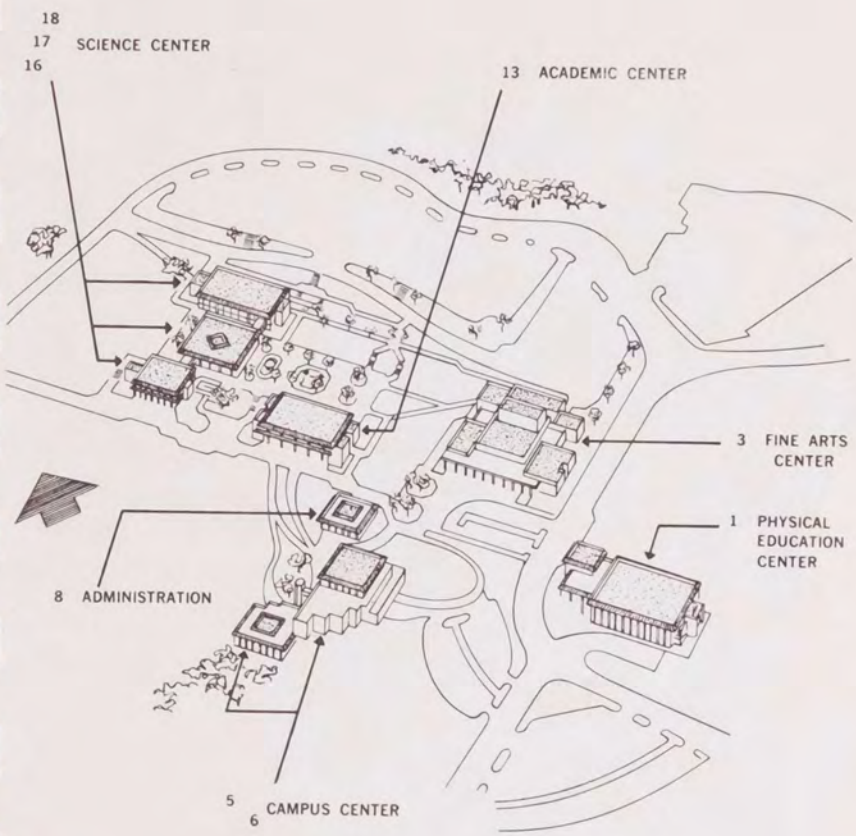 18
17 SCIENCE CENTER
16
13 ACADEMIC CENTER
3 FINE ARTS
CENTER
1 PHYSICAL
EDUCATION
CENTER
8 ADMINISTRATION
5
6 CAMPUS CENTER